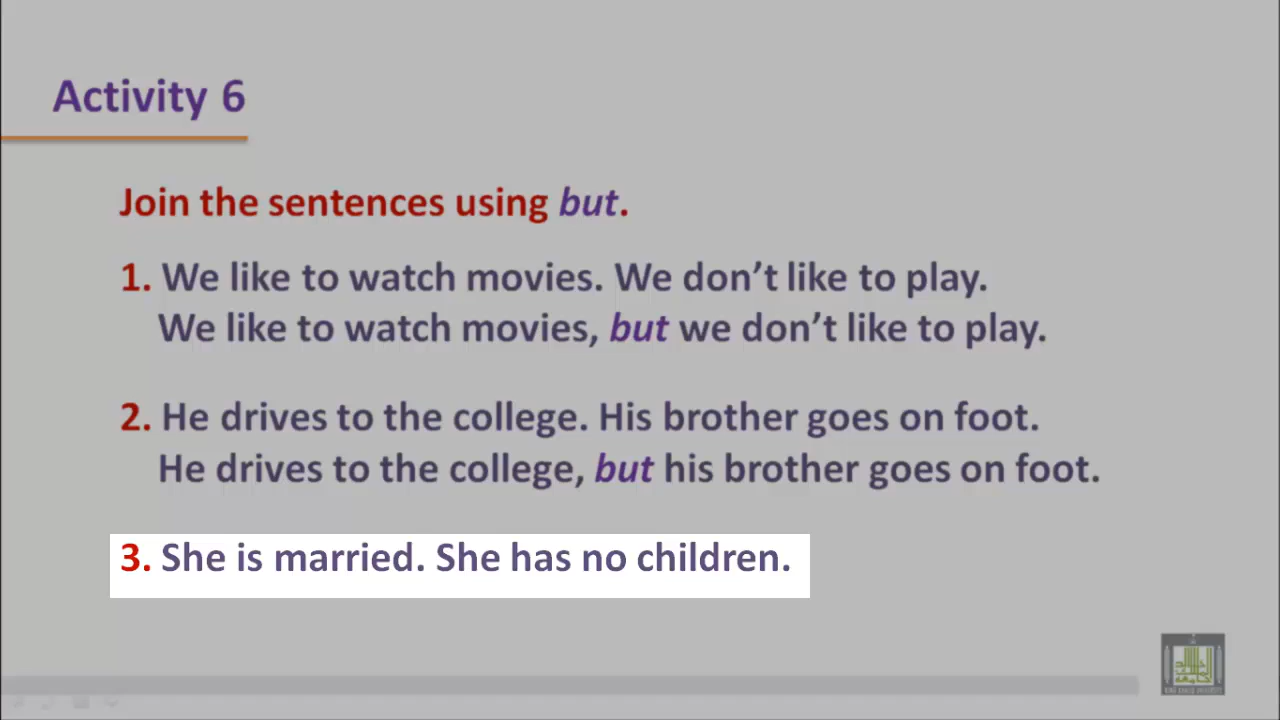 Activity 6
Join the sentences using but.
1. We like to watch movies. We don’t like to play.
We like to watch movies, but we don’t like to play.
2. He drives to the college. His brother goes on foot.
He drives to the college, but his brother goes on foot.
3. She is married. She has no children.